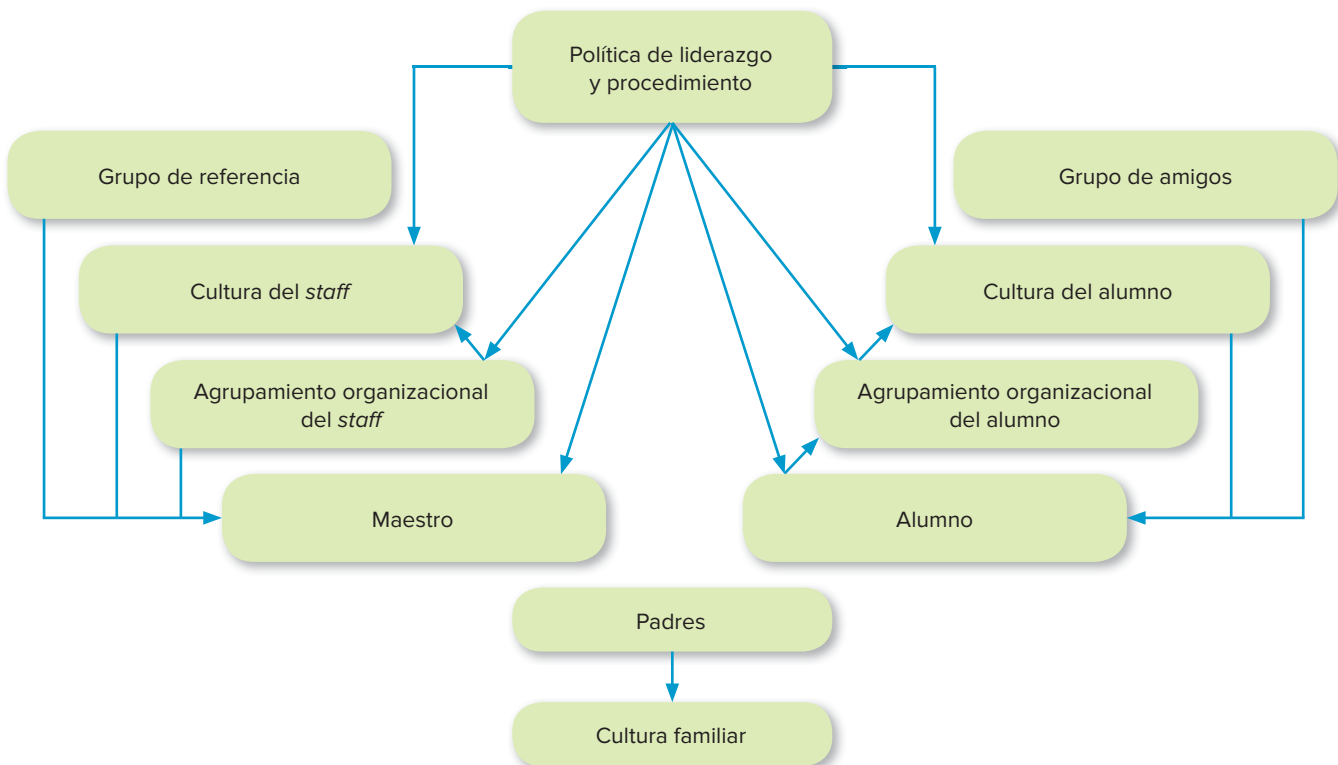 Política de liderazgo
y procedimiento
Grupo de referencia
Grupo de amigos
Cultura del staff
Cultura del alumno
Agrupamiento organizacional
del staff
Agrupamiento organizacional
del alumno
Maestro
Alumno
Padres
Cultura familiar